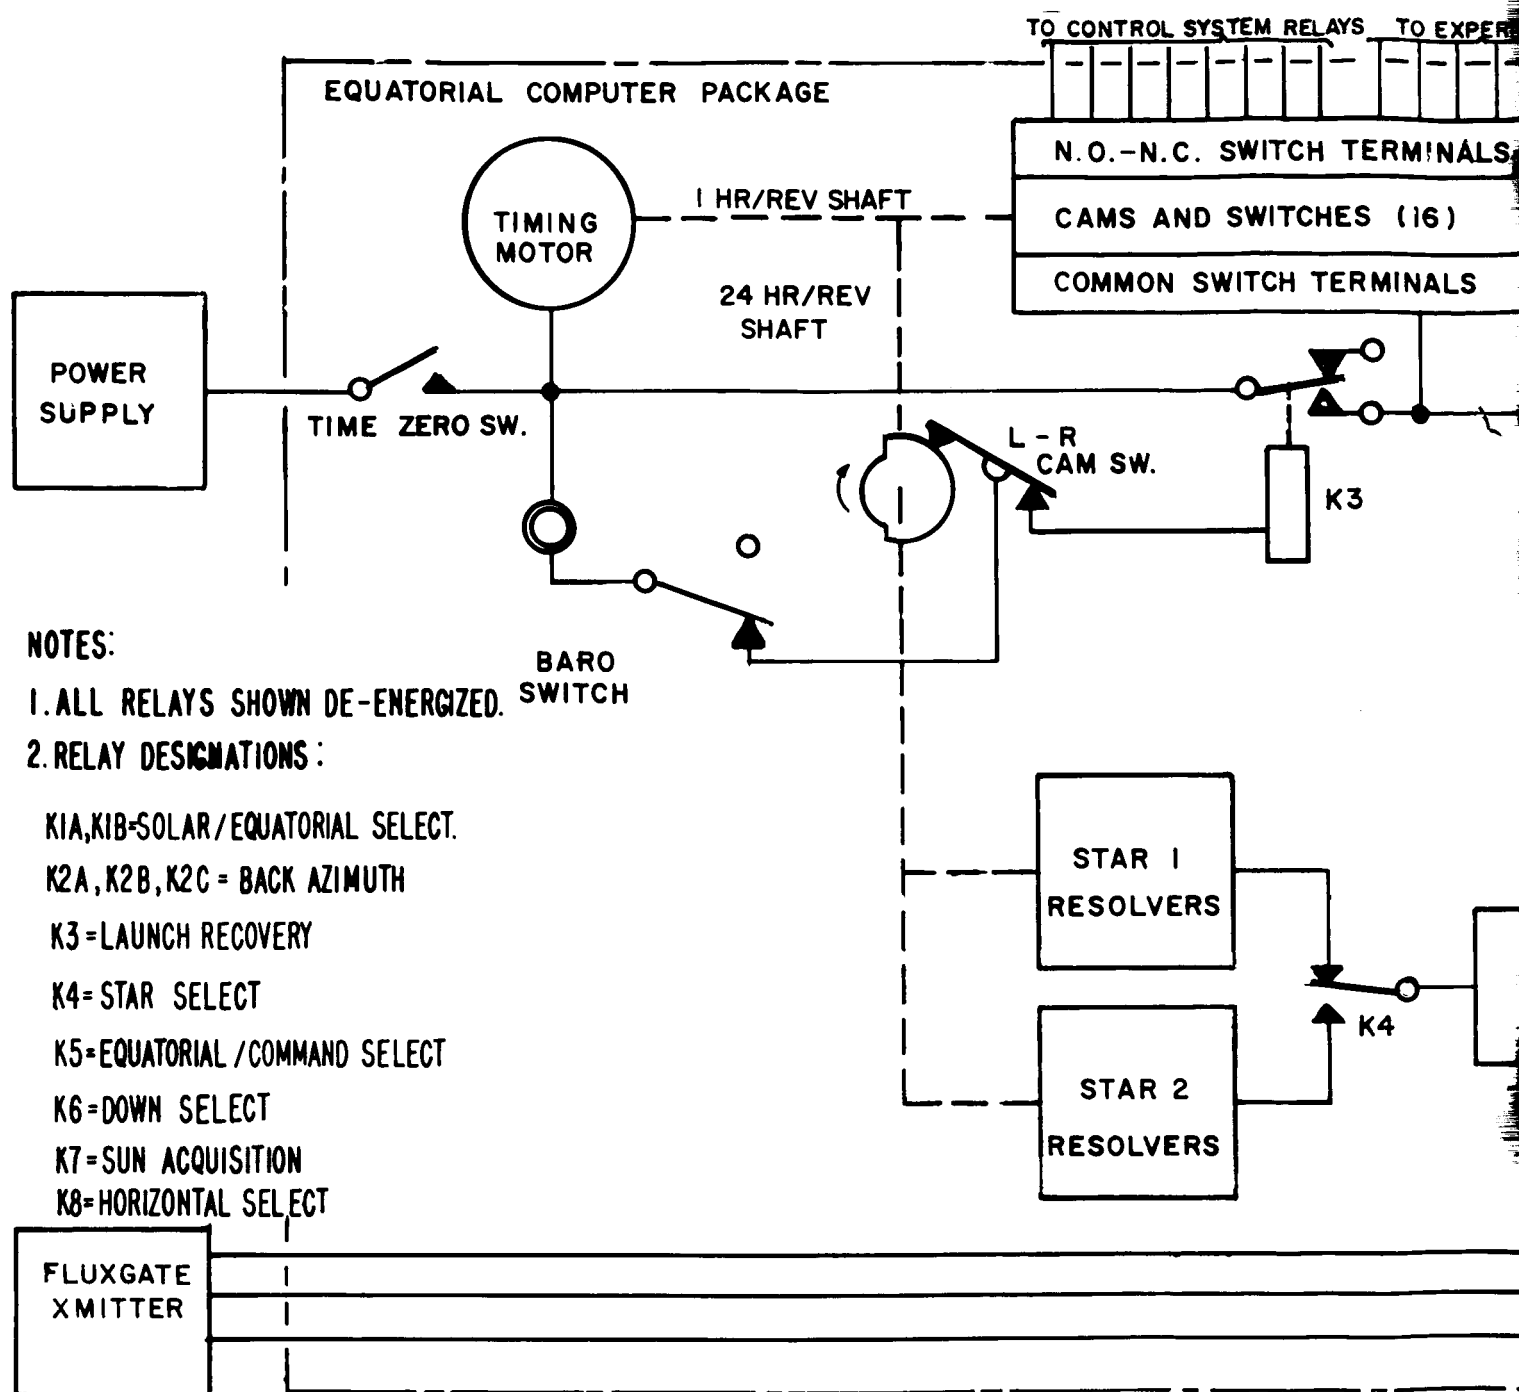 TO CONTROL SYSTEM RELAYS TO EXPER
EQUATORIAL COMPUTER PACKAGE
N.O.-N.C. SWITCH TERMINALS
TIMING
MOTOR
1 HR/REV SHAFT
CAMS AND SWITCHES (16)
24 HR/REV
SHAFT
COMMON SWITCH TERMINALS
POWER
SUPPLY
TIME ZERO SW.
L-R
CAM SW.
K3
BARO
SWITCH
NOTES:
1. ALL RELAYS SHOWN DE-ENERGIZED.
2. RELAY DESIGNATIONS:
K1A,K1B=SOLAR/EQUATORIAL SELECT.
K2A,K2B,K2C = BACK AZIMUTH
K3=LAUNCH RECOVERY
K4=STAR SELECT
K5=EQUATORIAL/COMMAND SELECT
K6=DOWN SELECT
K7=SUN ACQUISITION
K8=HORIZONTAL SELECT
STAR 1
RESOLVERS
K4
STAR 2
RESOLVERS
FLUXGATE
XMITTER